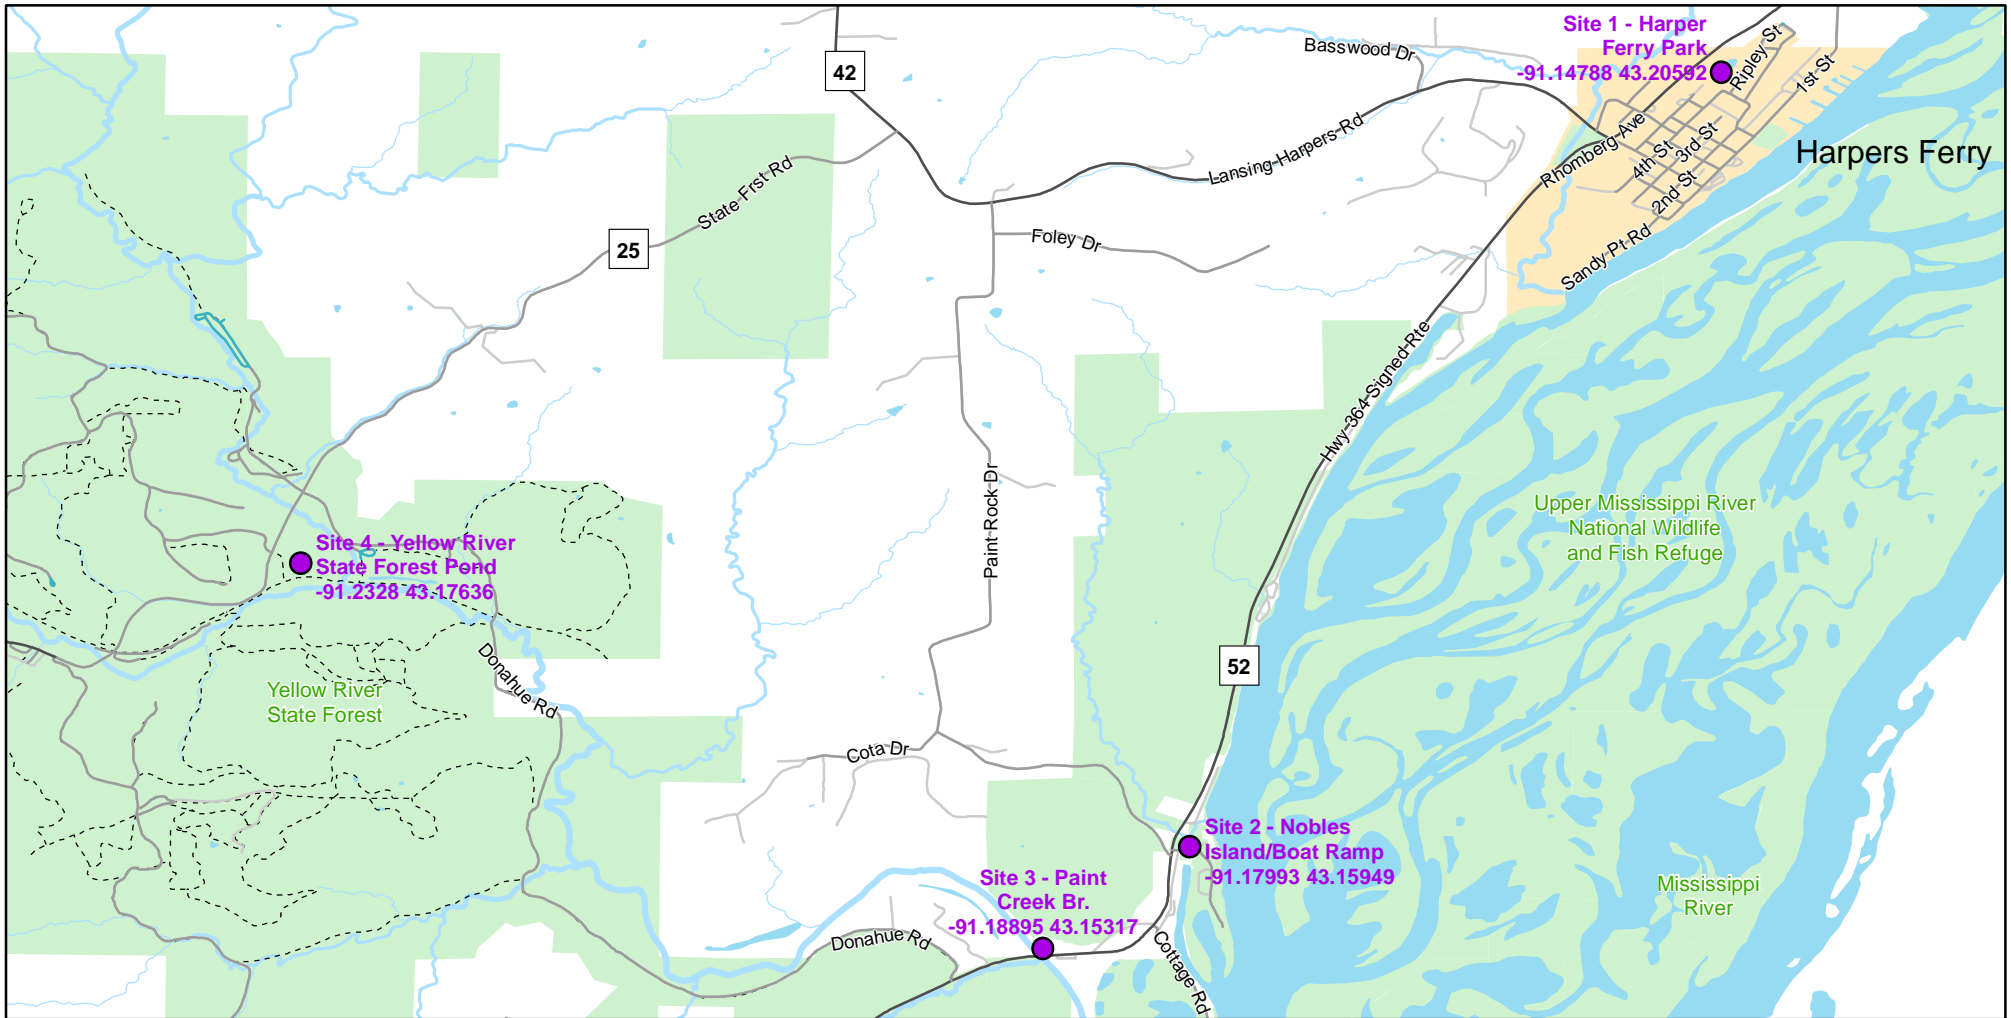 Site 1 - Harper
Ferry Park
-91.14788 43.20592
Ripley St
1st St
Basswood Dr
42
Lansing-Harpers-Rd
Rhomberg Ave
4th St
3rd St
2nd St
Harpers Ferry
State Frst Rd
25
Foley Dr
Sandy Pt Rd
Hwy-364-Signed-Rte
Paint-Rock-Dr
Upper Mississippi River
National Wildlife
and Fish Refuge
Site 4 - Yellow River
State Forest Pond
-91.2328 43.17636
52
Donahue Rd
Yellow River
State Forest
Cota Dr
Site 2 - Nobles
Island/Boat Ramp
-91.17993 43.15949
Site 3 - Paint
Creek Br.
-91.18895 43.15317
Mississippi
River
Donahue Rd
Cottage Rd